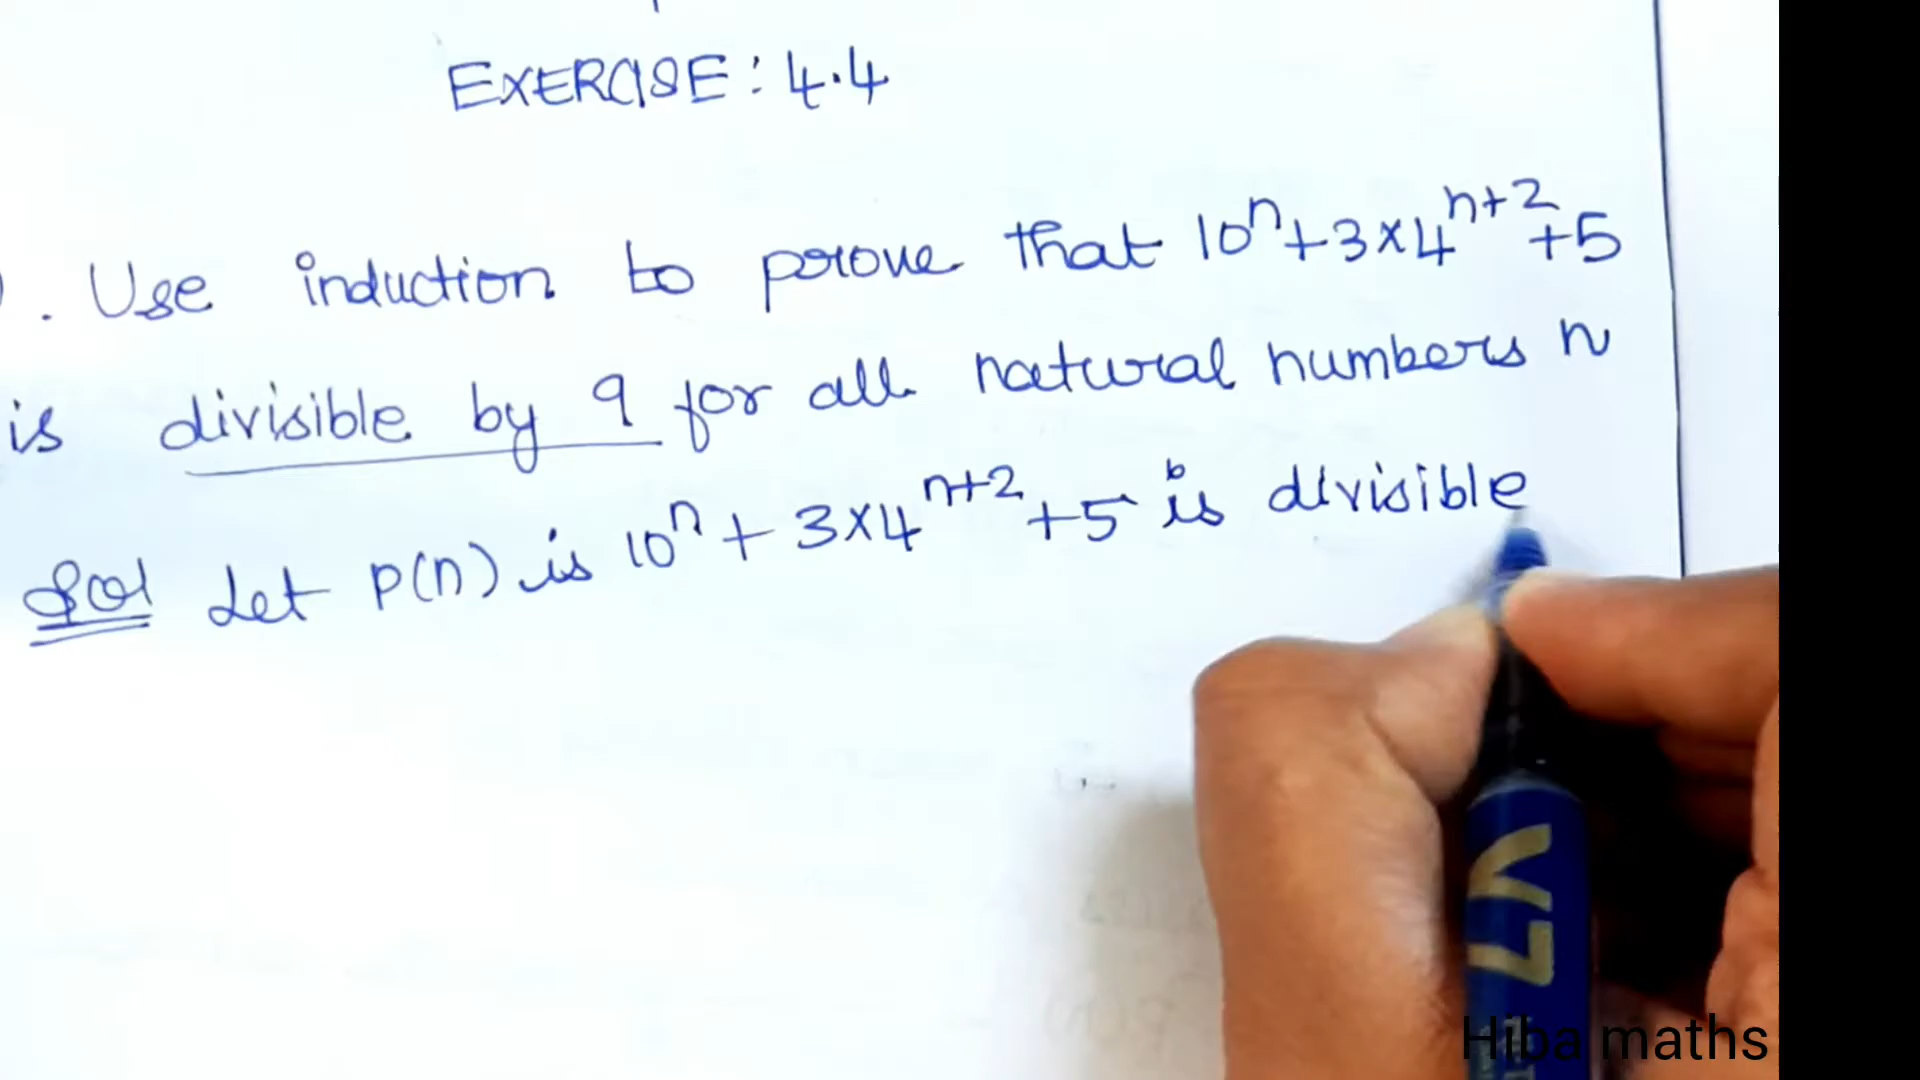 EXERCISE : 4.4
. Use induction to prove that 10ⁿ+3×4ⁿ⁺²+5
is divisible by 9 for all natural numbers n
Sol Let P(n) is 10ⁿ + 3×4ⁿ⁺² +5 is divisible
V7
Hiba maths